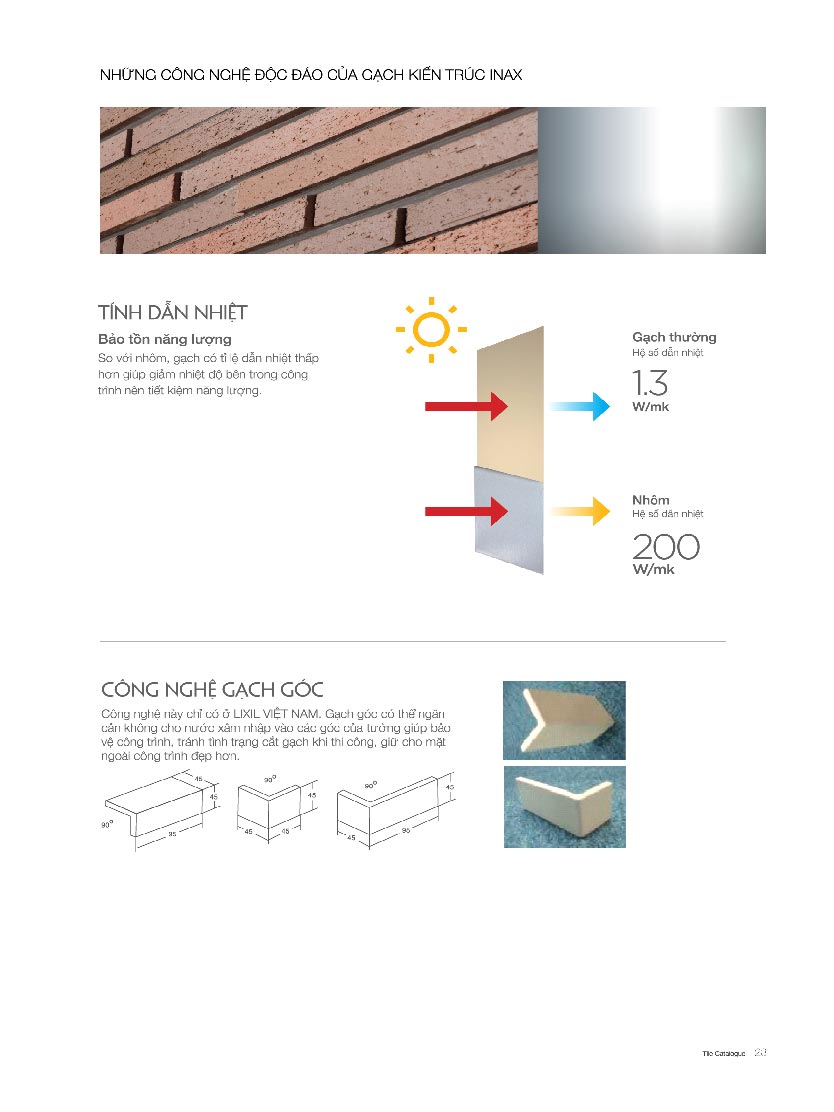 NHỮNG CÔNG NGHỆ ĐỘC ĐÁO CỦA GẠCH KIẾN TRÚC INAX
TÍNH DẪN NHIỆT
Bảo tồn năng lượng
So với nhôm, gạch có tỉ lệ dẫn nhiệt thấp
hơn giúp giảm nhiệt độ bên trong công
trình nên tiết kiệm năng lượng.
Gạch thường
Hệ số dẫn nhiệt
1.3
W/mk
Nhôm
Hệ số dẫn nhiệt
200
W/mk
CÔNG NGHỆ GẠCH GÓC
Công nghệ này chỉ có ở LIXIL VIỆT NAM. Gạch góc có thể ngăn
cản không cho nước xâm nhập vào các góc của tường giúp bảo
vệ công trình, tránh tình trạng cắt gạch khi thi công, giữ cho mặt
ngoài công trình đẹp hơn.
45
45
90°
95
90°
45
45
45
90°
45
45
95
Tile Catalogue 23